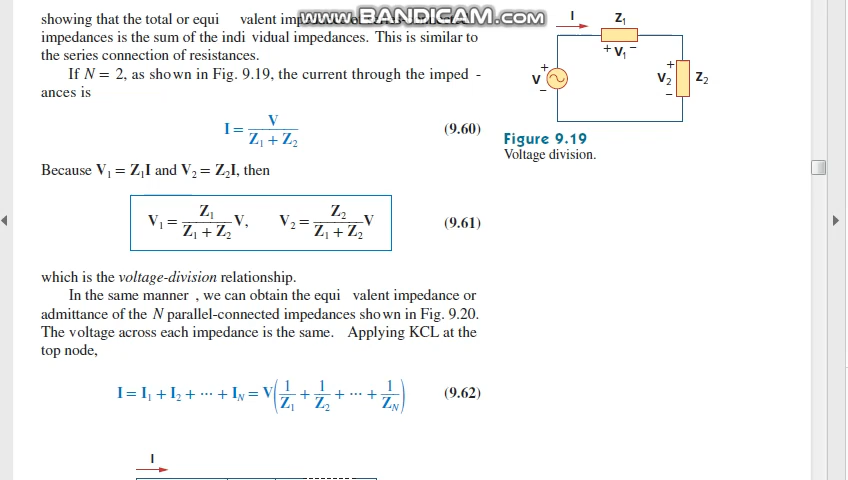 WWW.BANDICAM.COM
showing that the total or equi valent
impedances is the sum of the indi vidual impedances. This is similar to
the series connection of resistances.
If N = 2, as shown in Fig. 9.19, the current through the imped -
ances is
I = V / (Z₁ + Z₂) (9.60)
Because V₁ = Z₁I and V₂ = Z₂I, then
V₁ = Z₁ / (Z₁ + Z₂) V, V₂ = Z₂ / (Z₁ + Z₂) V (9.61)
which is the voltage-division relationship.
In the same manner , we can obtain the equi valent impedance or
admittance of the N parallel-connected impedances shown in Fig. 9.20.
The voltage across each impedance is the same. Applying KCL at the
top node,
I = I₁ + I₂ + ··· + I_N = V(1/Z₁ + 1/Z₂ + ··· + 1/Z_N) (9.62)
I
I Z₁
+ V₁ −
V + −
V₂ + − Z₂
Figure 9.19
Voltage division.